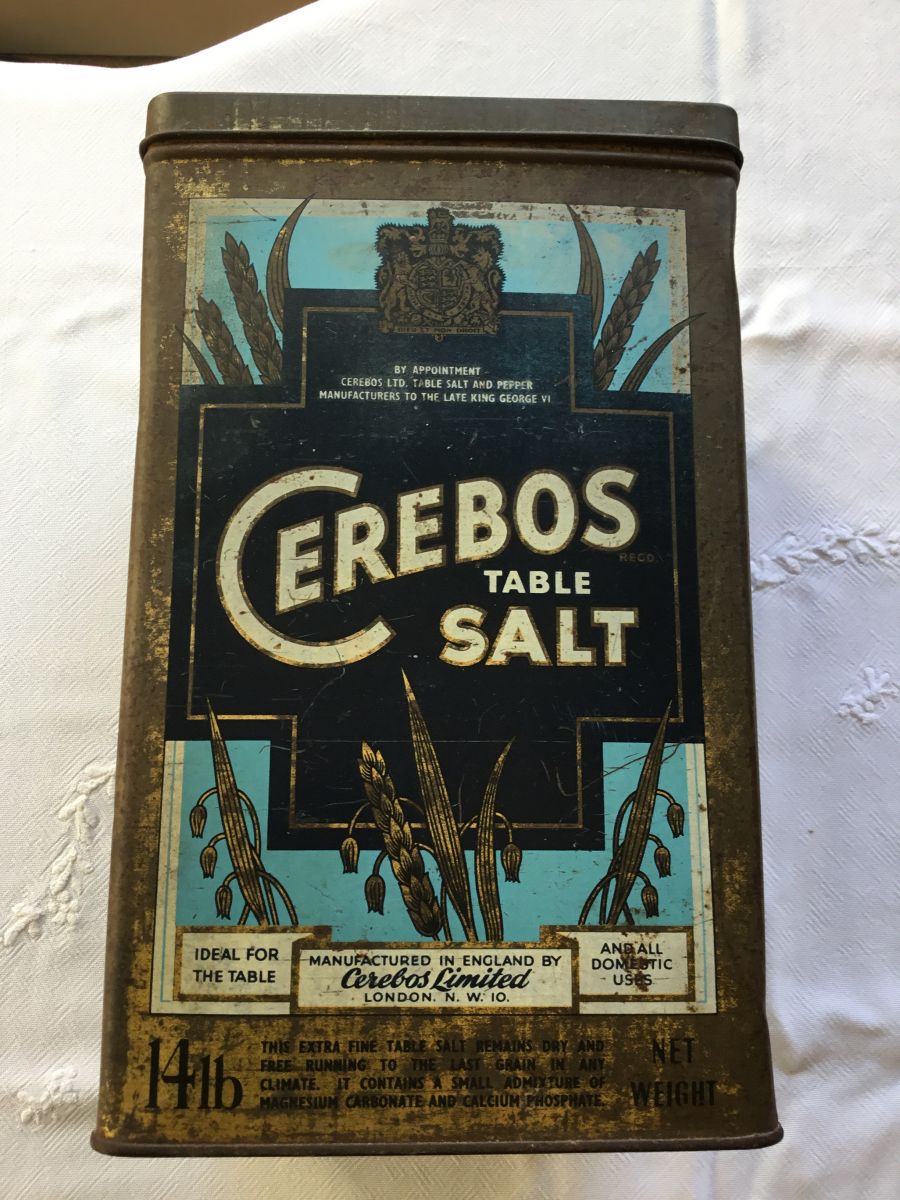 DIEU ET MON DROIT
BY APPOINTMENT
CEREBOS LTD. TABLE SALT AND PEPPER
MANUFACTURERS TO THE LATE KING GEORGE VI
CEREBOS
REGD.
TABLE
SALT
IDEAL FOR
THE TABLE
MANUFACTURED IN ENGLAND BY
Cerebos Limited
LONDON. N. W. 10.
AND ALL
DOMESTIC
USES
14 lb
THIS EXTRA FINE TABLE SALT REMAINS DRY AND
FREE RUNNING TO THE LAST GRAIN IN ANY
CLIMATE. IT CONTAINS A SMALL ADMIXTURE OF
MAGNESIUM CARBONATE AND CALCIUM PHOSPHATE.
NET
WEIGHT